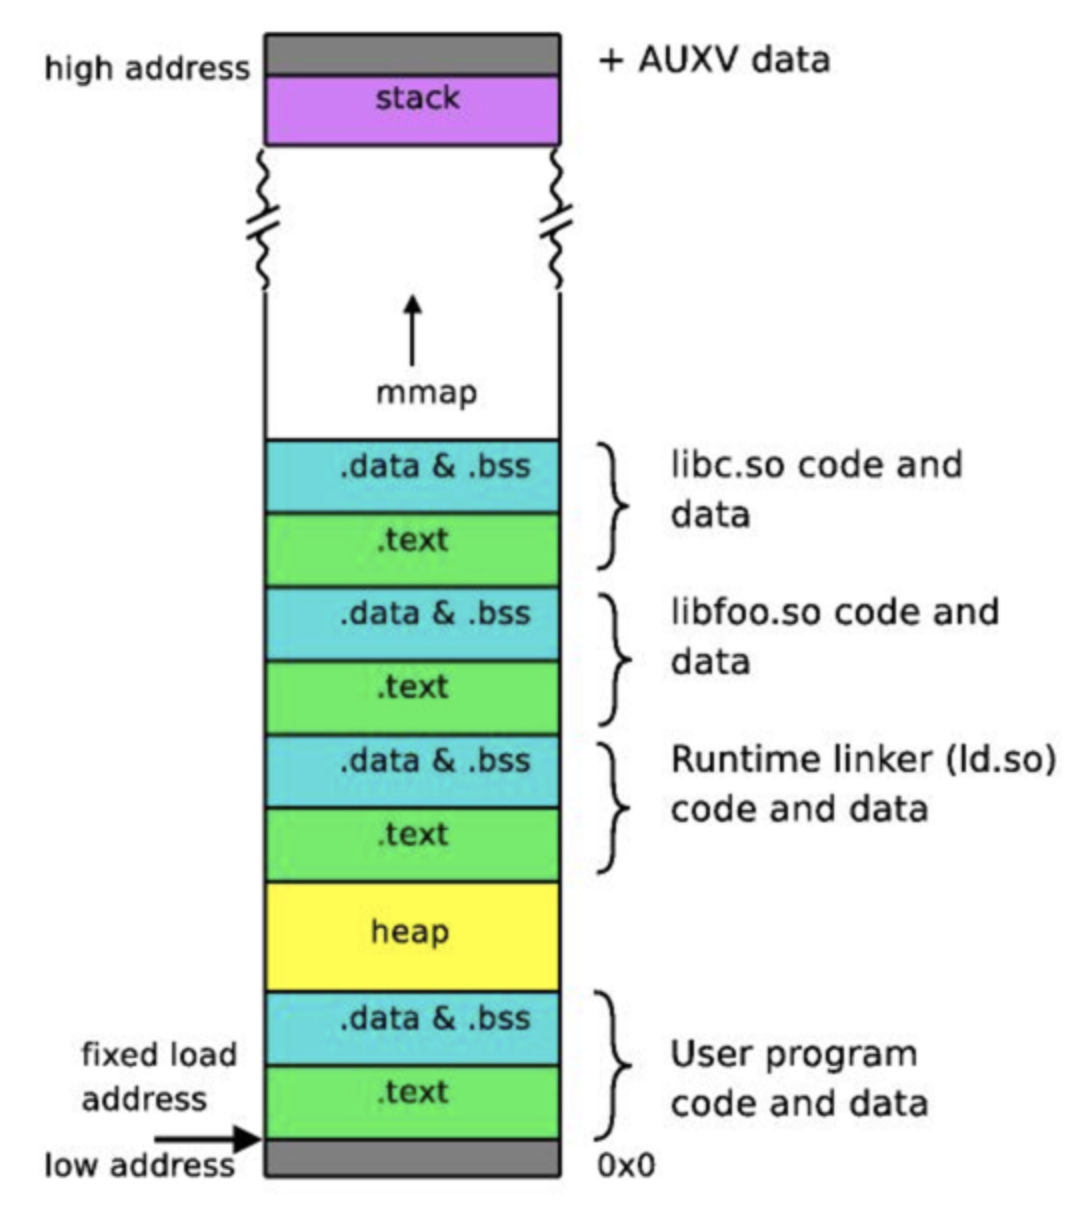 high address
+ AUXV data
stack
mmap
.data & .bss
libc.so code and
data
.text
.data & .bss
libfoo.so code and
data
.text
.data & .bss
Runtime linker (ld.so)
code and data
.text
heap
.data & .bss
fixed load
address
User program
code and data
.text
low address
0x0